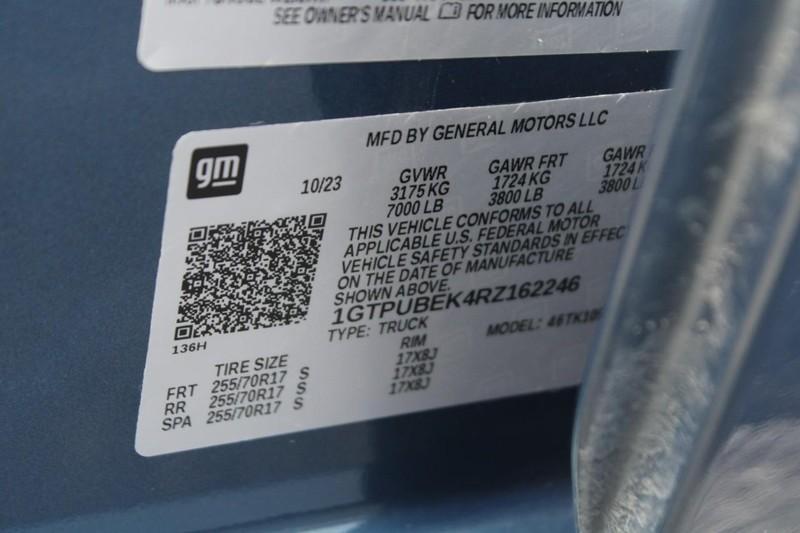 SEE OWNER'S MANUAL FOR MORE INFORMATION
MFD BY GENERAL MOTORS LLC
gm
10/23
GVWR
3175 KG
7000 LB
GAWR FRT
1724 KG
3800 LB
GAWR
1724 K
3800 L
THIS VEHICLE CONFORMS TO ALL
APPLICABLE U.S. FEDERAL MOTOR
VEHICLE SAFETY STANDARDS IN EFFEC
ON THE DATE OF MANUFACTURE
SHOWN ABOVE.
1GTPUBEK4RZ162246
TYPE: TRUCK
MODEL:
136H
TIRE SIZE RIM
FRT 255/70R17 S 17X8J
RR 255/70R17 S 17X8J
SPA 255/70R17 S 17X8J